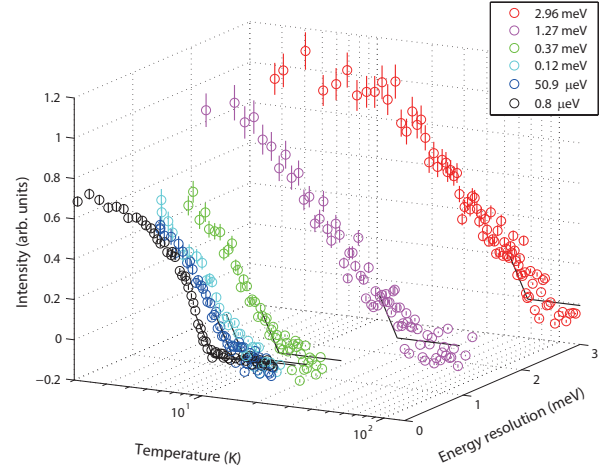 2.96 meV
1.27 meV
0.37 meV
0.12 meV
50.9 μeV
0.8 μeV
1.2
1
0.8
0.6
0.4
0.2
0
−0.2
Intensity (arb. units)
10¹
10²
Temperature (K)
0
1
2
3
Energy resolution (meV)